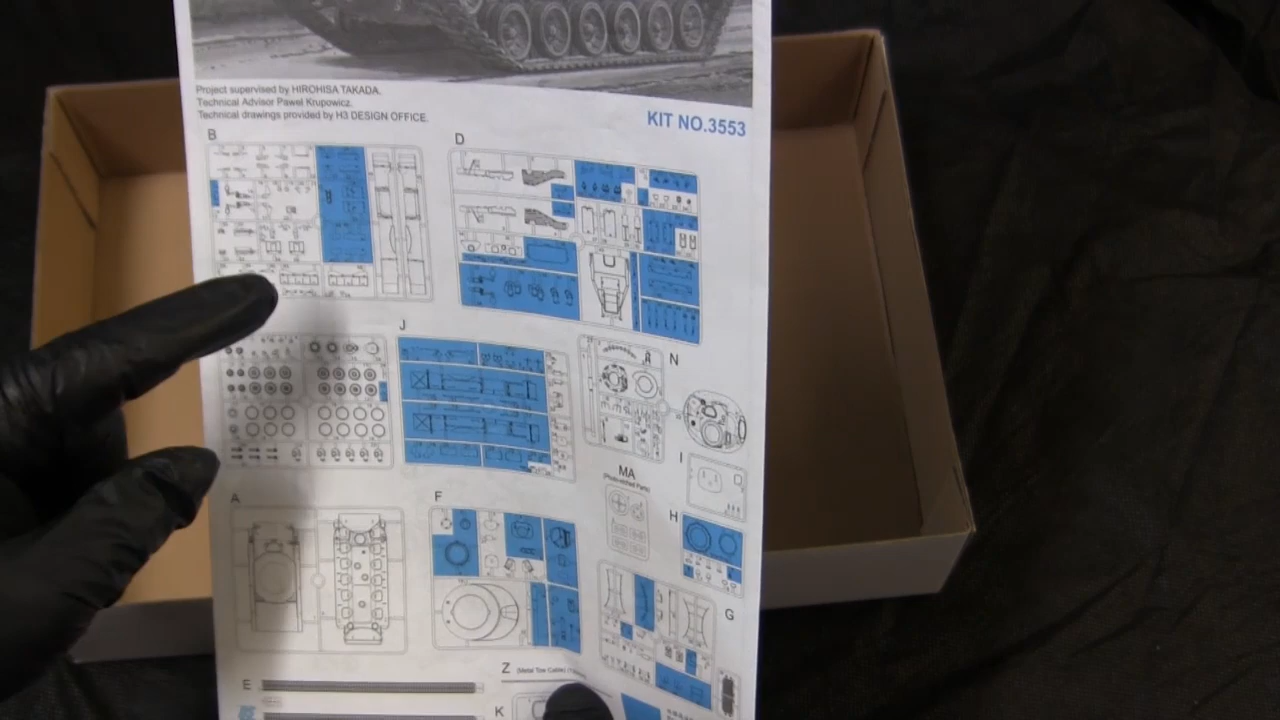 Project supervised by HIROHISA TAKADA.
Technical Advisor Pawel Krupowicz.
Technical drawings provided by H3 DESIGN OFFICE.
KIT NO.3553
B
D
J
N
MA
(Photo-etched Parts)
I
H
A
F
G
E
Z (Metal Tow Cable)
K